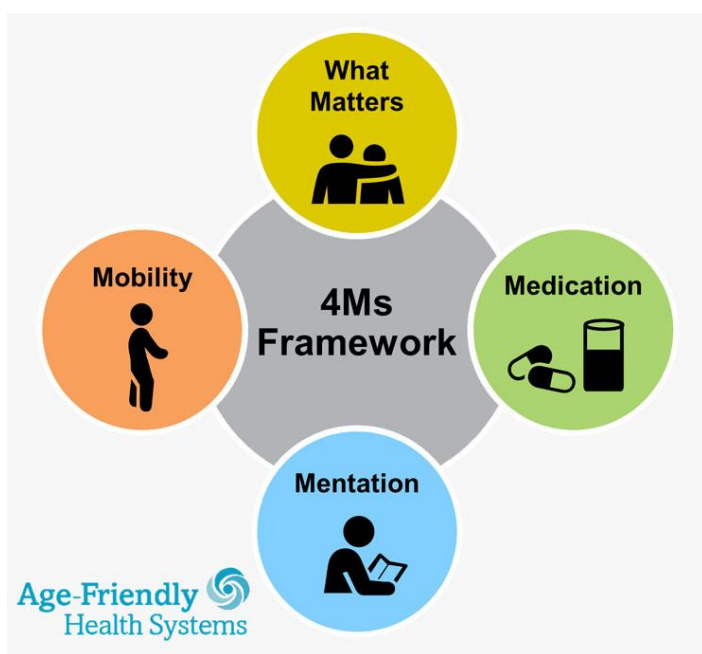 What
Matters
Mobility
4Ms
Framework
Medication
Mentation
Age-Friendly
Health Systems